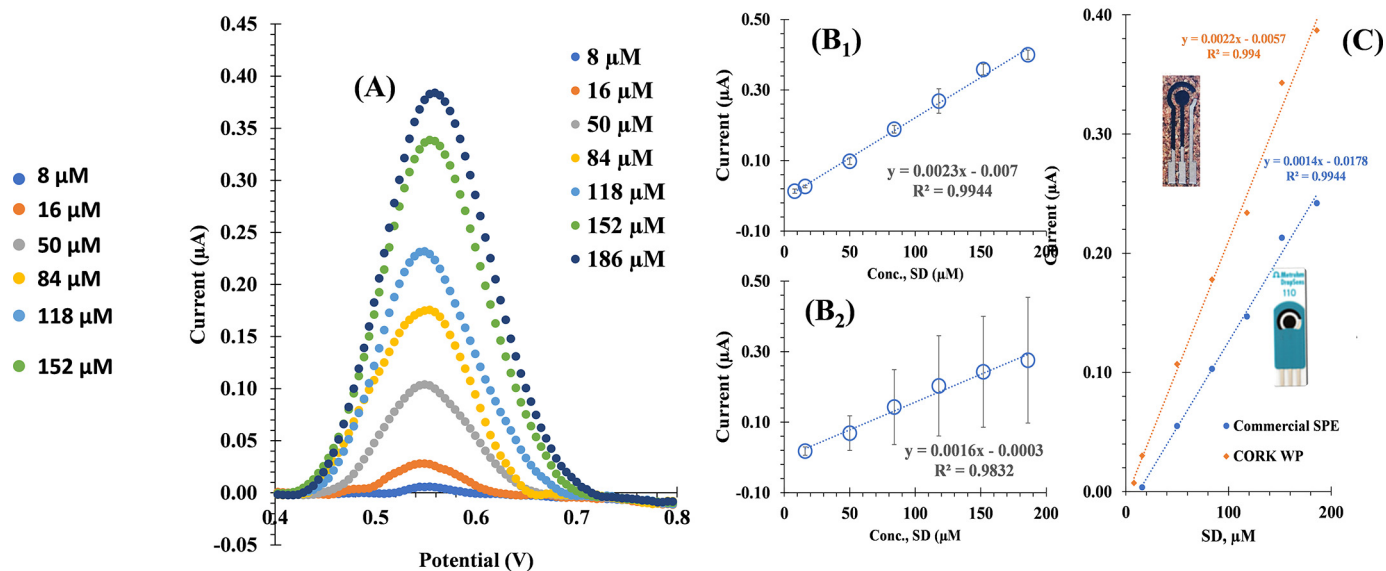 8 µM
16 µM
50 µM
84 µM
118 µM
152 µM
(A)
0.45
0.40
0.35
0.30
0.25
0.20
0.15
0.10
0.05
0.00
-0.05
0.4
0.5
0.6
0.7
0.8
Current (µA)
Potential (V)
8 µM
16 µM
50 µM
84 µM
118 µM
152 µM
186 µM
(B1)
0.50
0.30
0.10
-0.10
0
50
100
150
200
Current (µA)
Conc., SD (µM)
y = 0.0023x - 0.007
R² = 0.9944
(B2)
0.50
0.30
0.10
-0.10
0
50
100
150
200
Current (µA)
Conc., SD (µM
y = 0.0016x - 0.0003
R² = 0.9832
(C)
0.40
0.30
0.20
0.10
0.00
0
100
200
Current (µA)
SD, µM
y = 0.0022x - 0.0057
R² = 0.994
y = 0.0014x - 0.0178
R² = 0.9944
Metrohm
DropSens
110
Commercial SPE
CORK WP